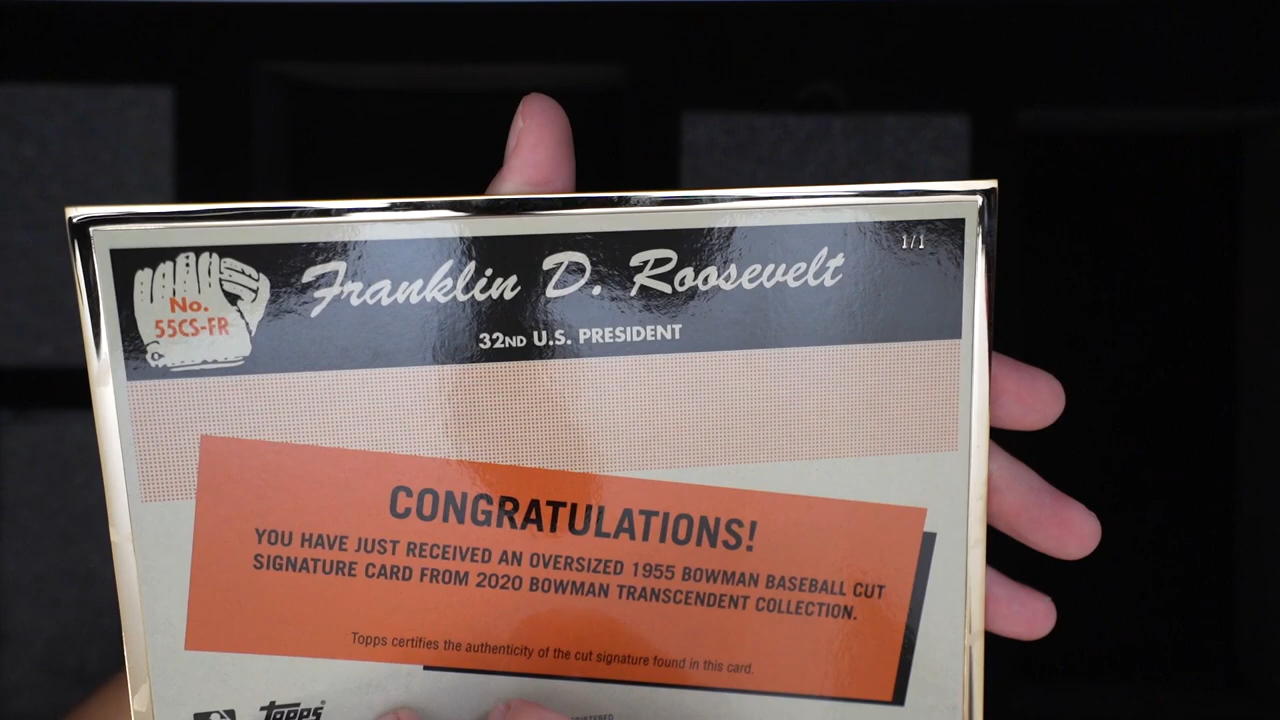 1/1
Franklin D. Roosevelt
No.
55CS-FR
32ND U.S. PRESIDENT
CONGRATULATIONS!
YOU HAVE JUST RECEIVED AN OVERSIZED 1955 BOWMAN BASEBALL CUT
SIGNATURE CARD FROM 2020 BOWMAN TRANSCENDENT COLLECTION.
Topps certifies the authenticity of the cut signature found in this card.
Topps®